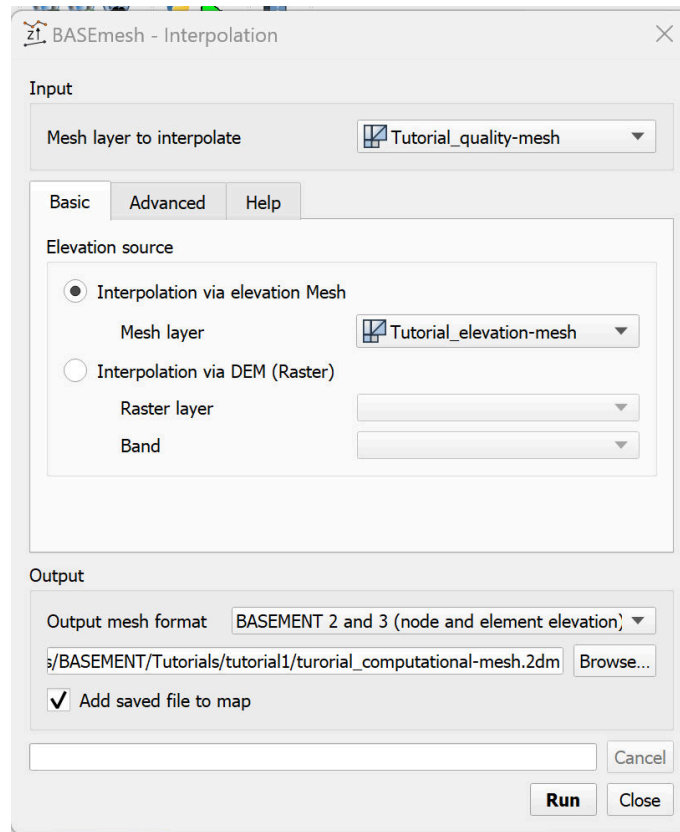 BASEmesh - Interpolation
Input
Mesh layer to interpolate Tutorial_quality-mesh
Basic Advanced Help
Elevation source
Interpolation via elevation Mesh
Mesh layer Tutorial_elevation-mesh
Interpolation via DEM (Raster)
Raster layer
Band
Output
Output mesh format BASEMENT 2 and 3 (node and element elevation)
s/BASEMENT/Tutorials/tutorial1/turorial_computational-mesh.2dm Browse...
Add saved file to map
Cancel
Run Close